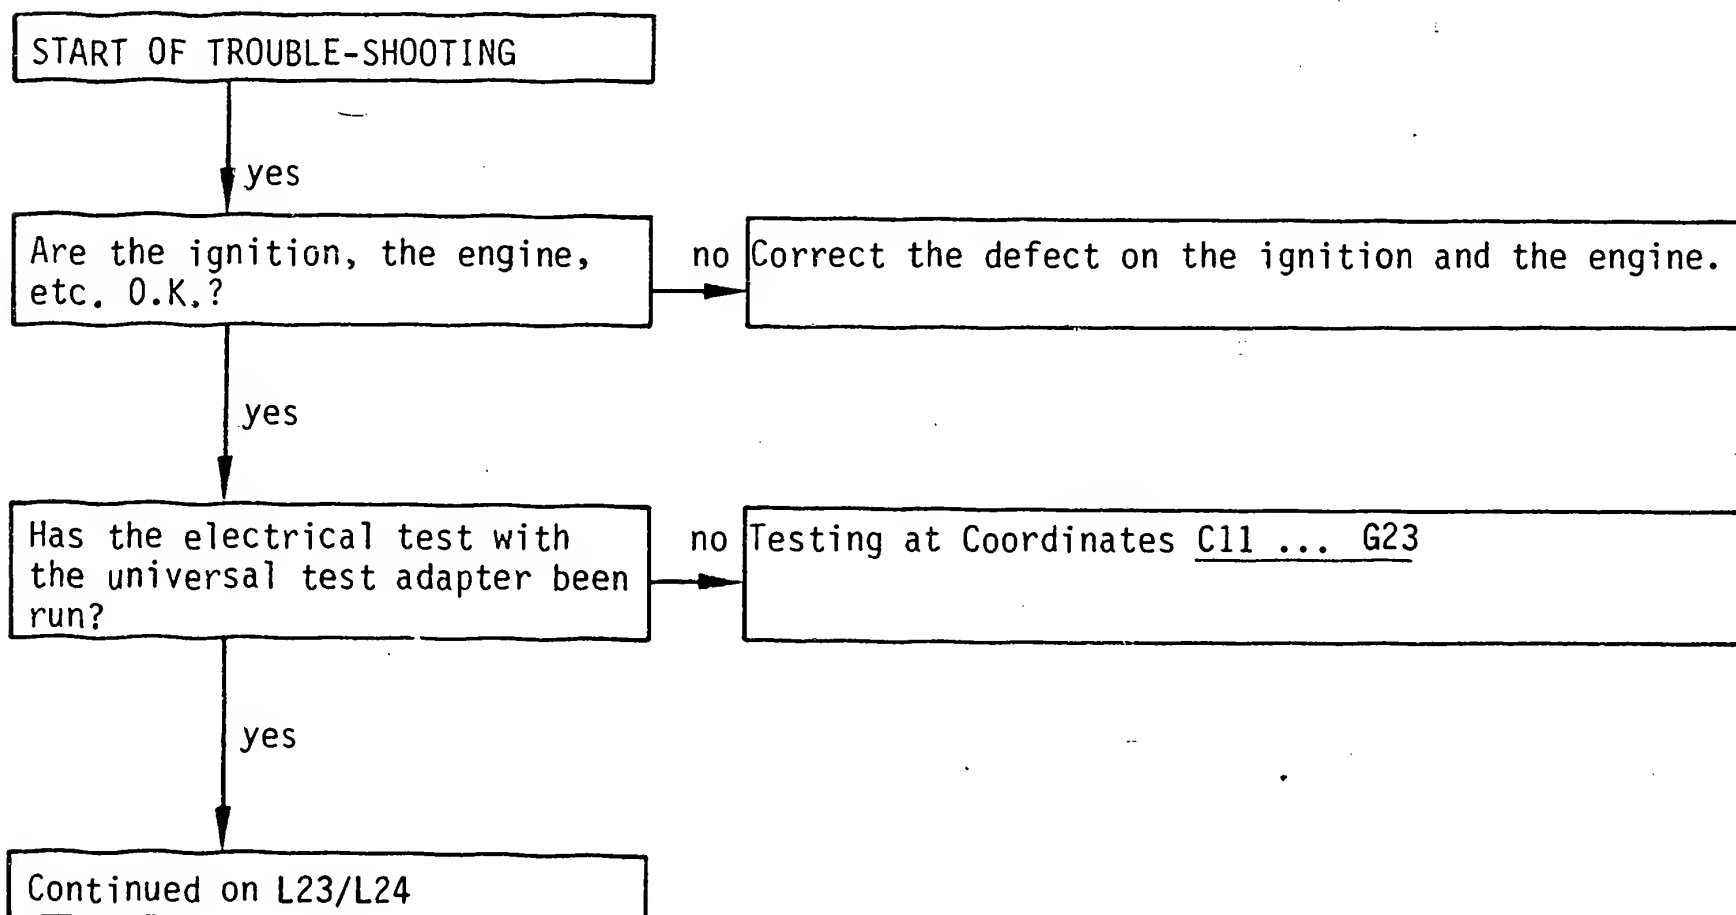 START OF TROUBLE-SHOOTING
yes
Are the ignition, the engine,
etc. O.K.?
no
Correct the defect on the ignition and the engine.
yes
Has the electrical test with
the universal test adapter been
run?
no
Testing at Coordinates C11 ... G23
yes
Continued on L23/L24